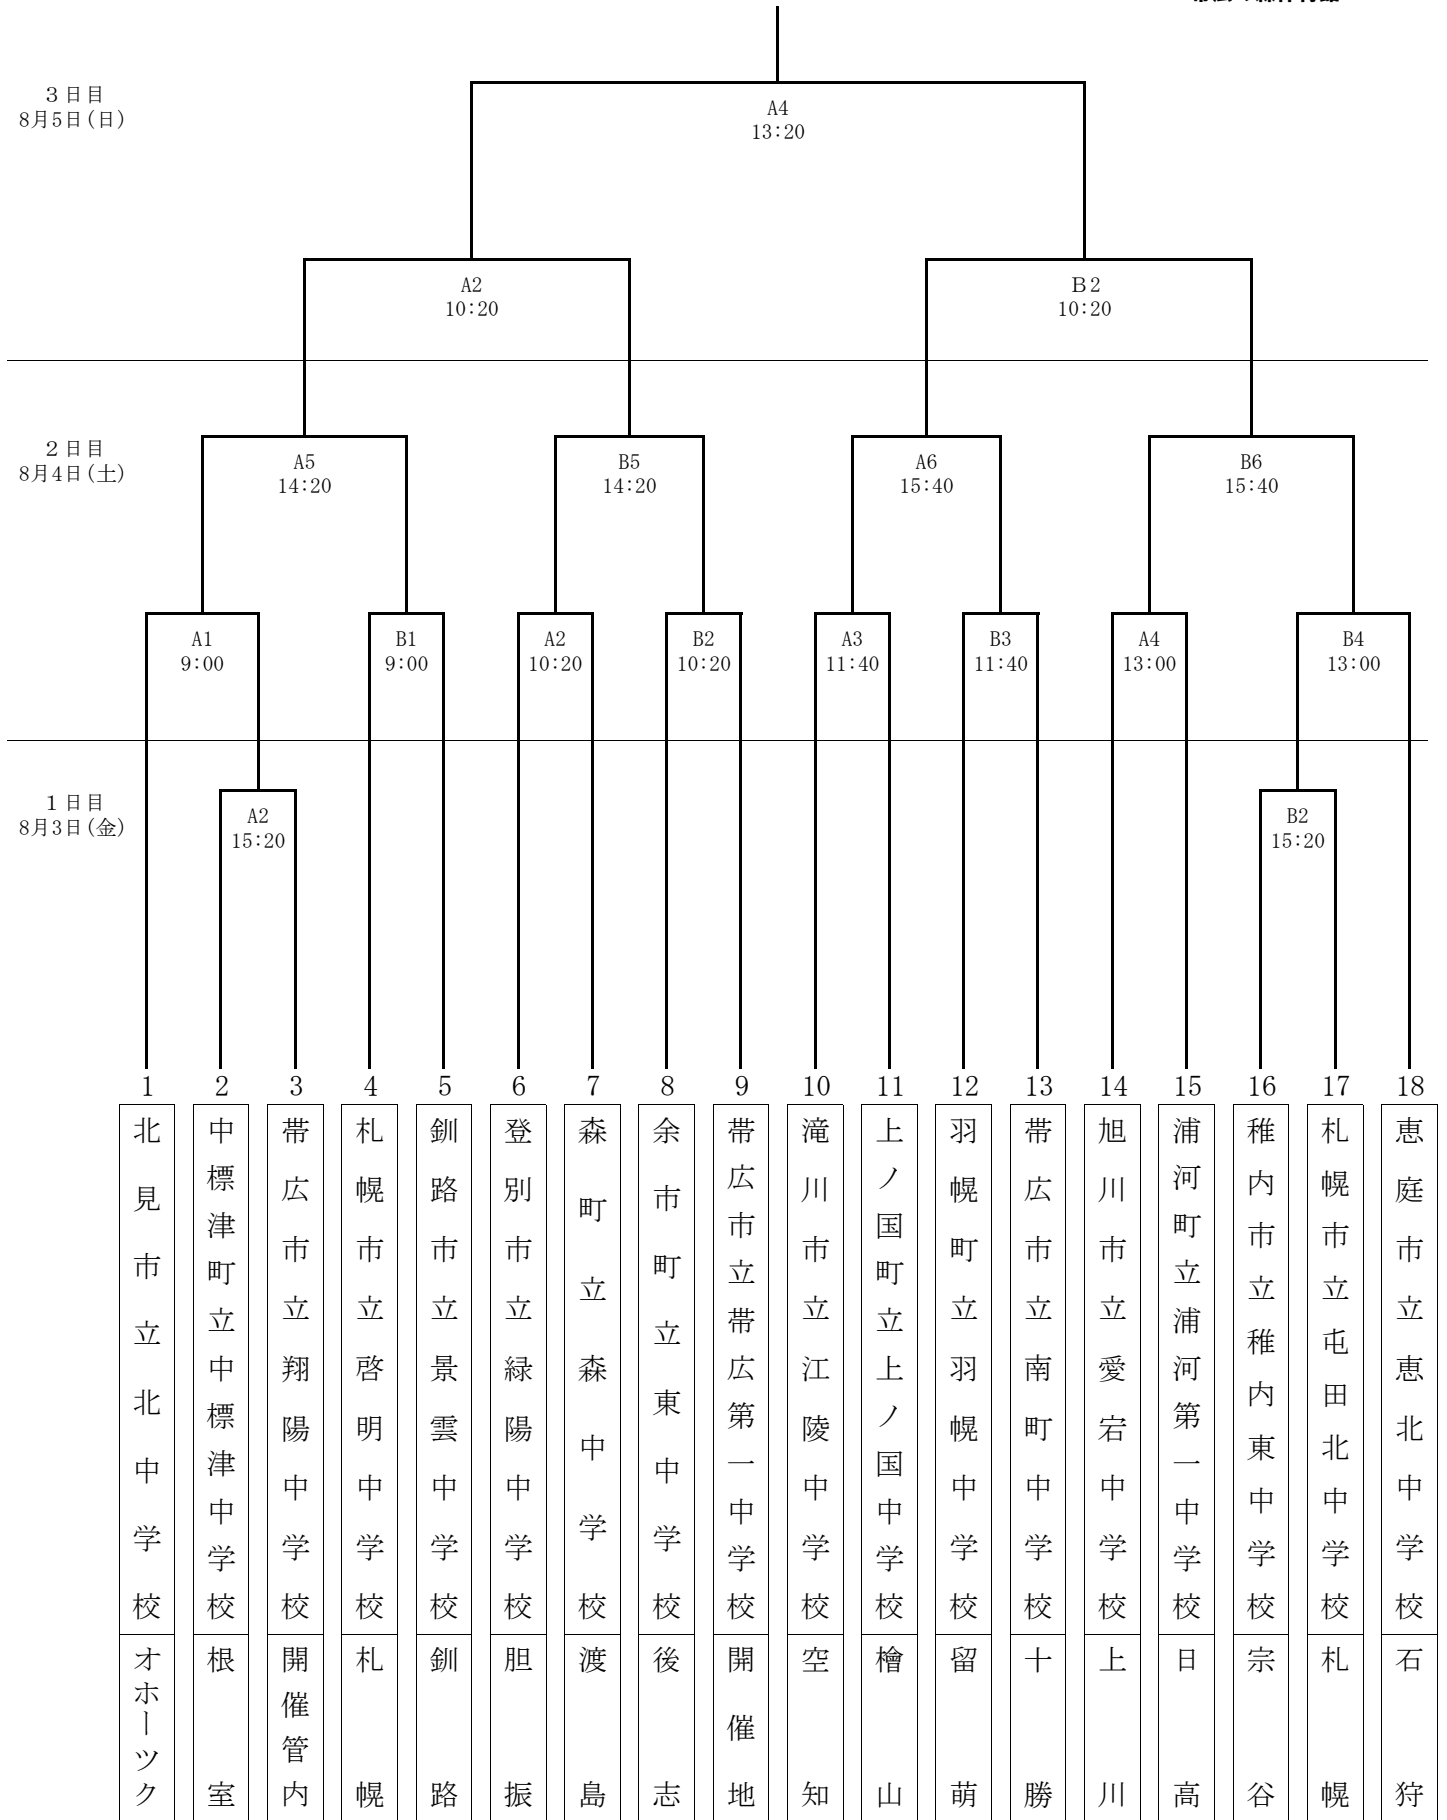 3日目
8月5日(日)
A4
13:20
A2
10:20
B2
10:20
2日目
8月4日(土)
A5
14:20
B5
14:20
A6
15:40
B6
15:40
A1
9:00
B1
9:00
A2
10:20
B2
10:20
A3
11:40
B3
11:40
A4
13:00
B4
13:00
1日目
8月3日(金)
A2
15:20
B2
15:20
1
北見市立北中学校
オホーツク
2
中標津町立中標津中学校
根室
3
帯広市立翔陽中学校
開催管内
4
札幌市立啓明中学校
札幌
5
釧路市立景雲中学校
釧路
6
登別市立緑陽中学校
胆振
7
森町立森中学校
渡島
8
余市町立東中学校
後志
9
帯広市立帯広第一中学校
開催地
10
滝川市立江陵中学校
空知
11
上ノ国町立上ノ国中学校
檜山
12
羽幌町立羽幌中学校
留萌
13
帯広市立南町中学校
十勝
14
旭川市立愛宕中学校
上川
15
浦河町立浦河第一中学校
日高
16
稚内市立稚内東中学校
宗谷
17
札幌市立屯田北中学校
札幌
18
恵庭市立恵北中学校
石狩